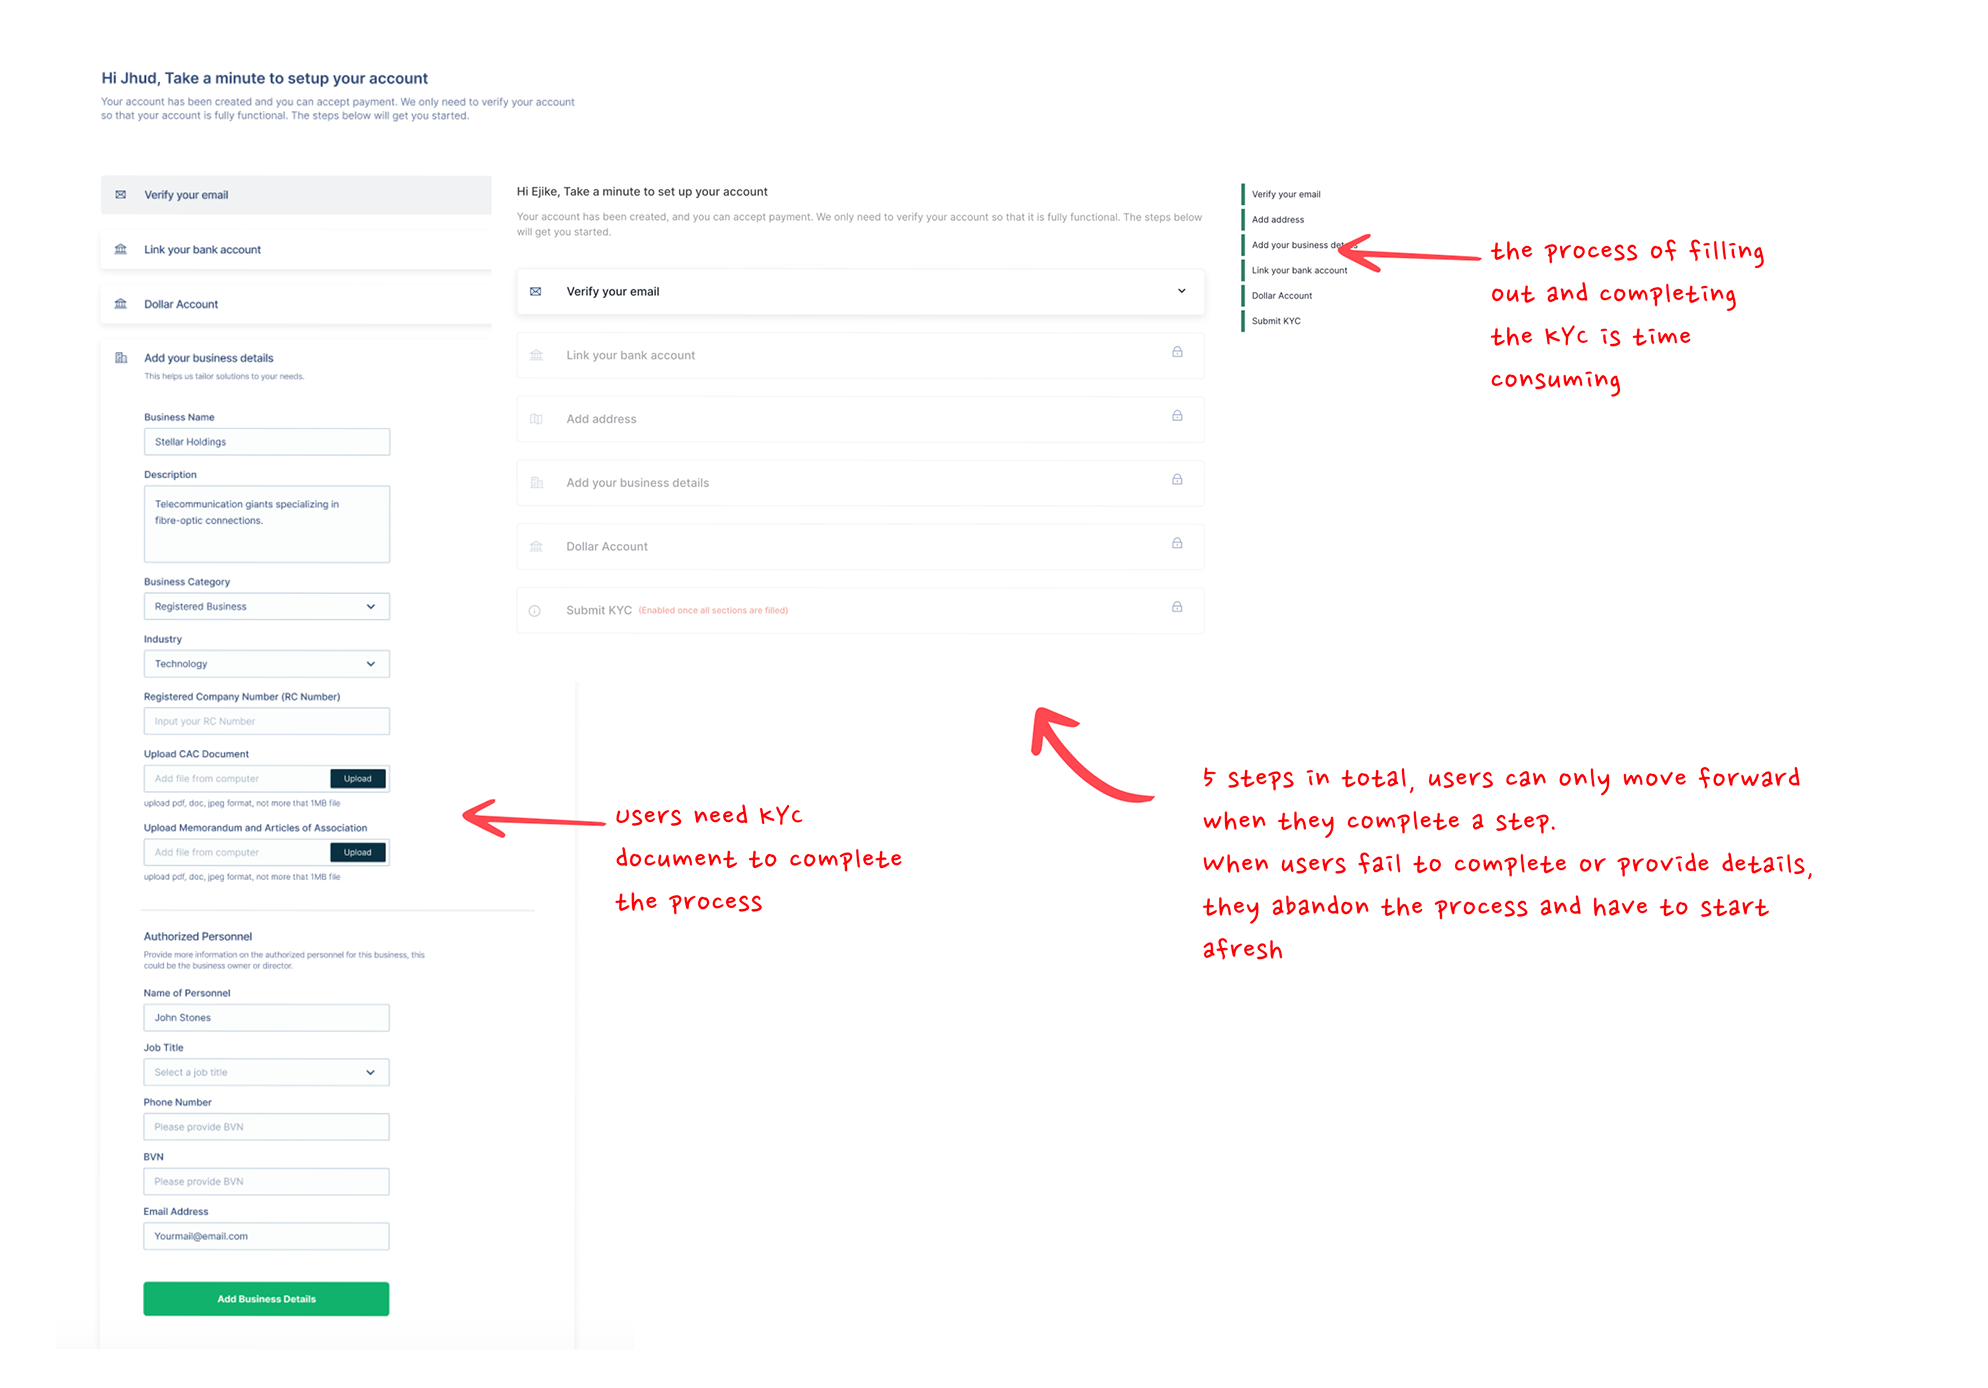 Hi Jhud, Take a minute to setup your account
Your account has been created and you can accept payment. We only need to verify your account
so that your account is fully functional. The steps below will get you started.
Verify your email
Link your bank account
Dollar Account
Add your business details
This helps us tailor solutions to your needs.
Business Name
Stellar Holdings
Description
Telecommunication giants specializing in
fibre-optic connections.
Business Category
Registered Business
Industry
Technology
Registered Company Number (RC Number)
Input your RC Number
Upload CAC Document
Add file from computer
Upload
upload pdf, doc, jpeg format, not more that 1MB file
Upload Memorandum and Articles of Association
Add file from computer
Upload
upload pdf, doc, jpeg format, not more that 1MB file
Authorized Personnel
Provide more information on the authorized personnel for this business, this
could be the business owner or director.
Name of Personnel
John Stones
Job Title
Select a job title
Phone Number
Please provide BVN
BVN
Please provide BVN
Email Address
Yourmail@email.com
Add Business Details
Hi Ejike, Take a minute to set up your account
Your account has been created, and you can accept payment. We only need to verify your account so that it is fully functional. The steps below
will get you started.
Verify your email
Link your bank account
Add address
Add your business details
Dollar Account
Submit KYC (Enabled once all sections are filled)
Verify your email
Add address
Add your business details
Link your bank account
Dollar Account
Submit KYC
the process of filling
out and completing
the KYC is time
consuming
users need KYC
document to complete
the process
5 steps in total, users can only move forward
when they complete a step.
When users fail to complete or provide details,
they abandon the process and have to start
afresh